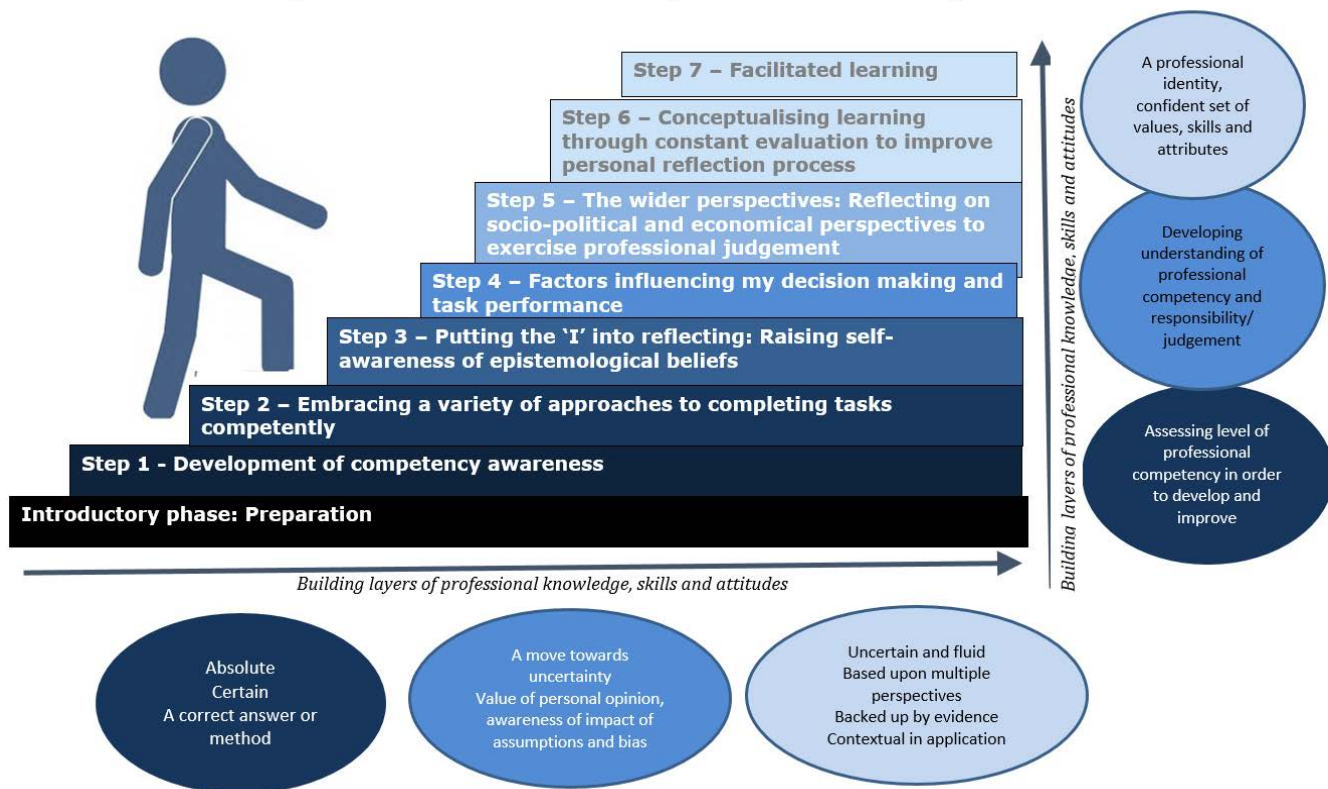 Step 7 – Facilitated learning
Step 6 – Conceptualising learning
through constant evaluation to improve
personal reflection process
Step 5 – The wider perspectives: Reflecting on
socio-political and economical perspectives to
exercise professional judgement
Step 4 – Factors influencing my decision making and
task performance
Step 3 – Putting the ‘I’ into reflecting: Raising self-
awareness of epistemological beliefs
Step 2 – Embracing a variety of approaches to completing tasks
competently
Step 1 - Development of competency awareness
Introductory phase: Preparation
Building layers of professional knowledge, skills and attitudes
Building layers of professional knowledge, skills and attitudes
A professional
identity,
confident set of
values, skills and
attributes
Developing
understanding of
professional
competency and
responsibility/
judgement
Assessing level of
professional
competency in order
to develop and
improve
Absolute
Certain
A correct answer or
method
A move towards
uncertainty
Value of personal opinion,
awareness of impact of
assumptions and bias
Uncertain and fluid
Based upon multiple
perspectives
Backed up by evidence
Contextual in application